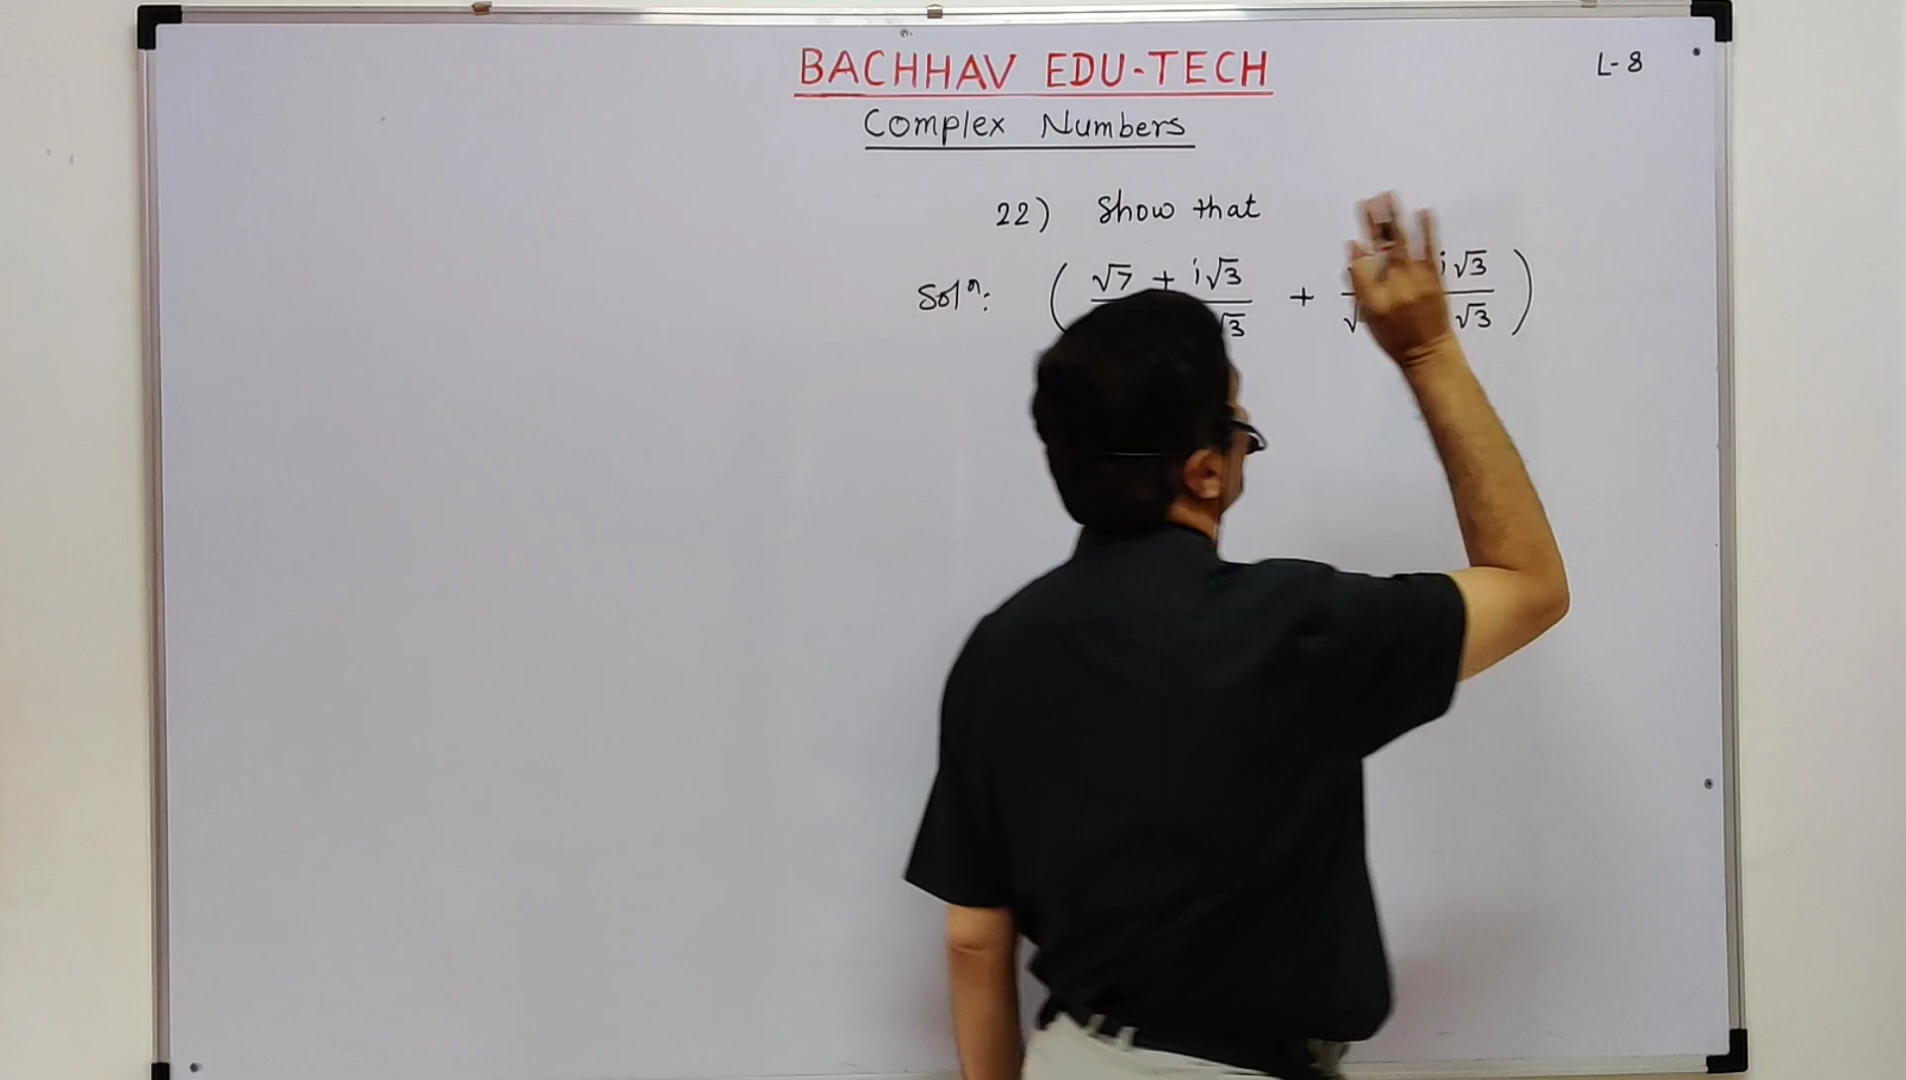 BACHHAV EDU-TECH
L-8
Complex Numbers
22) Show that
Solⁿ: ( √7 + i√3 / √3 + i√3 / √3 )